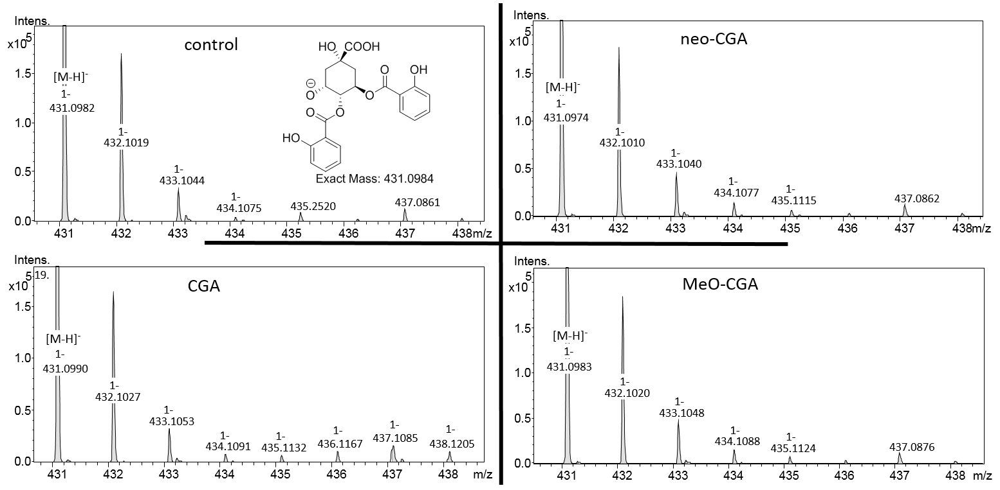 Intens.
x10
5
control
1.5
1.0
0.5
0.0
[M-H]-
1-
431.0982
1-
432.1019
1-
433.1044
1-
434.1075
435.2520
437.0861
HO
COOH
O
OH
⊖
O
O
O
O
HO
Exact Mass: 431.0984
431 432 433 434 435 436 437 438 m/z
Intens.
5
x10
neo-CGA
1.5
1.0
0.5
0.0
[M-H]-
1-
431.0974
1-
432.1010
1-
433.1040
1-
434.1077
1-
435.1115
437.0862
431 432 433 434 435 436 437 438 m/z
Intens.
5
x10
19.
CGA
1.5
1.0
0.5
0.0
[M-H]-
1-
431.0990
1-
432.1027
1-
433.1053
1-
434.1091
1-
435.1132
1-
436.1167
1-
437.1085
1-
438.1205
431 432 433 434 435 436 437 438 m/z
Intens.
5
x10
MeO-CGA
1.5
1.0
0.5
0.0
[M-H]-
1-
431.0983
1-
432.1020
1-
433.1048
1-
434.1088
1-
435.1124
437.0876
431 432 433 434 435 436 437 438 m/z